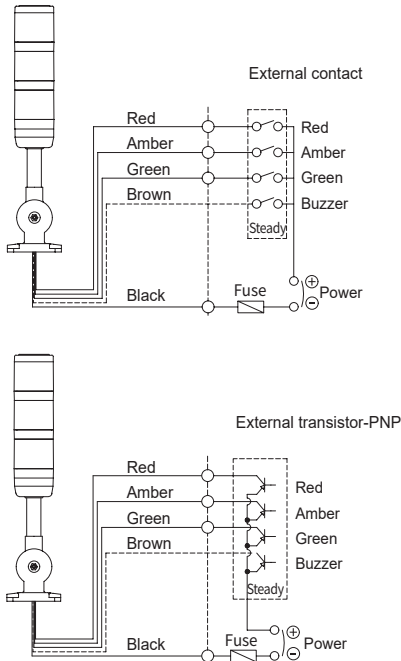 External contact
Red
Red
Amber
Amber
Green
Green
Brown
Buzzer
Steady
Black
Fuse
+
Power
−
External transistor-PNP
Red
Red
Amber
Amber
Green
Green
Brown
Buzzer
Steady
Black
Fuse
+
Power
−